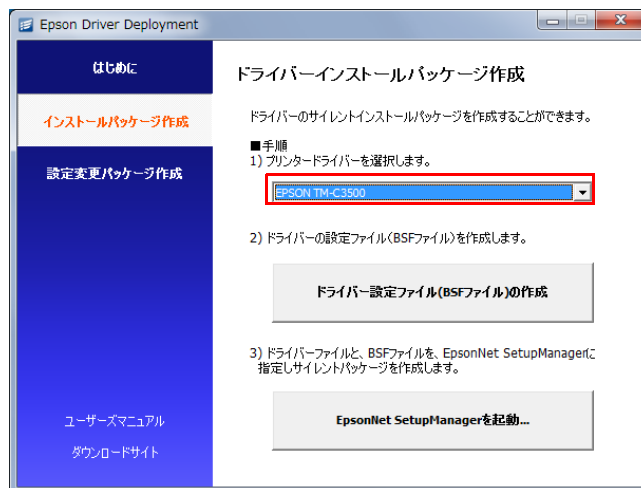 Epson Driver Deployment
はじめに
インストールパッケージ作成
設定変更パッケージ作成
ユーザーズマニュアル
ダウンロードサイト
ドライバーインストールパッケージ作成
ドライバーのサイレントインストールパッケージを作成することができます。
■手順
1) プリンタードライバーを選択します。
EPSON TM-C3500
2) ドライバーの設定ファイル(BSFファイル)を作成します。
ドライバー設定ファイル(BSFファイル)の作成
3) ドライバーファイルと、BSFファイルを、EpsonNet SetupManagerに
指定しサイレントパッケージを作成します。
EpsonNet SetupManagerを起動...